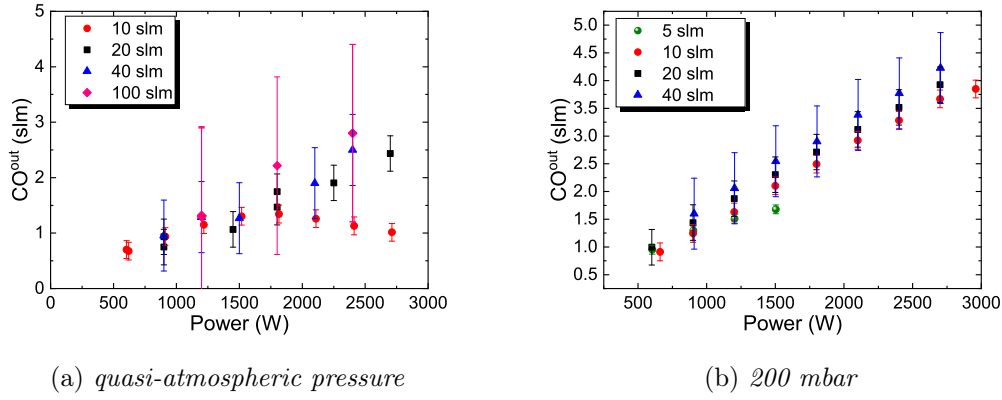 10 slm
20 slm
40 slm
100 slm
CO^out (slm)
5
4
3
2
1
0
0 500 1000 1500 2000 2500 3000
Power (W)
(a) quasi-atmospheric pressure
5 slm
10 slm
20 slm
40 slm
CO^out (slm)
5.0
4.5
4.0
3.5
3.0
2.5
2.0
1.5
1.0
0.5
500 1000 1500 2000 2500 3000
Power (W)
(b) 200 mbar